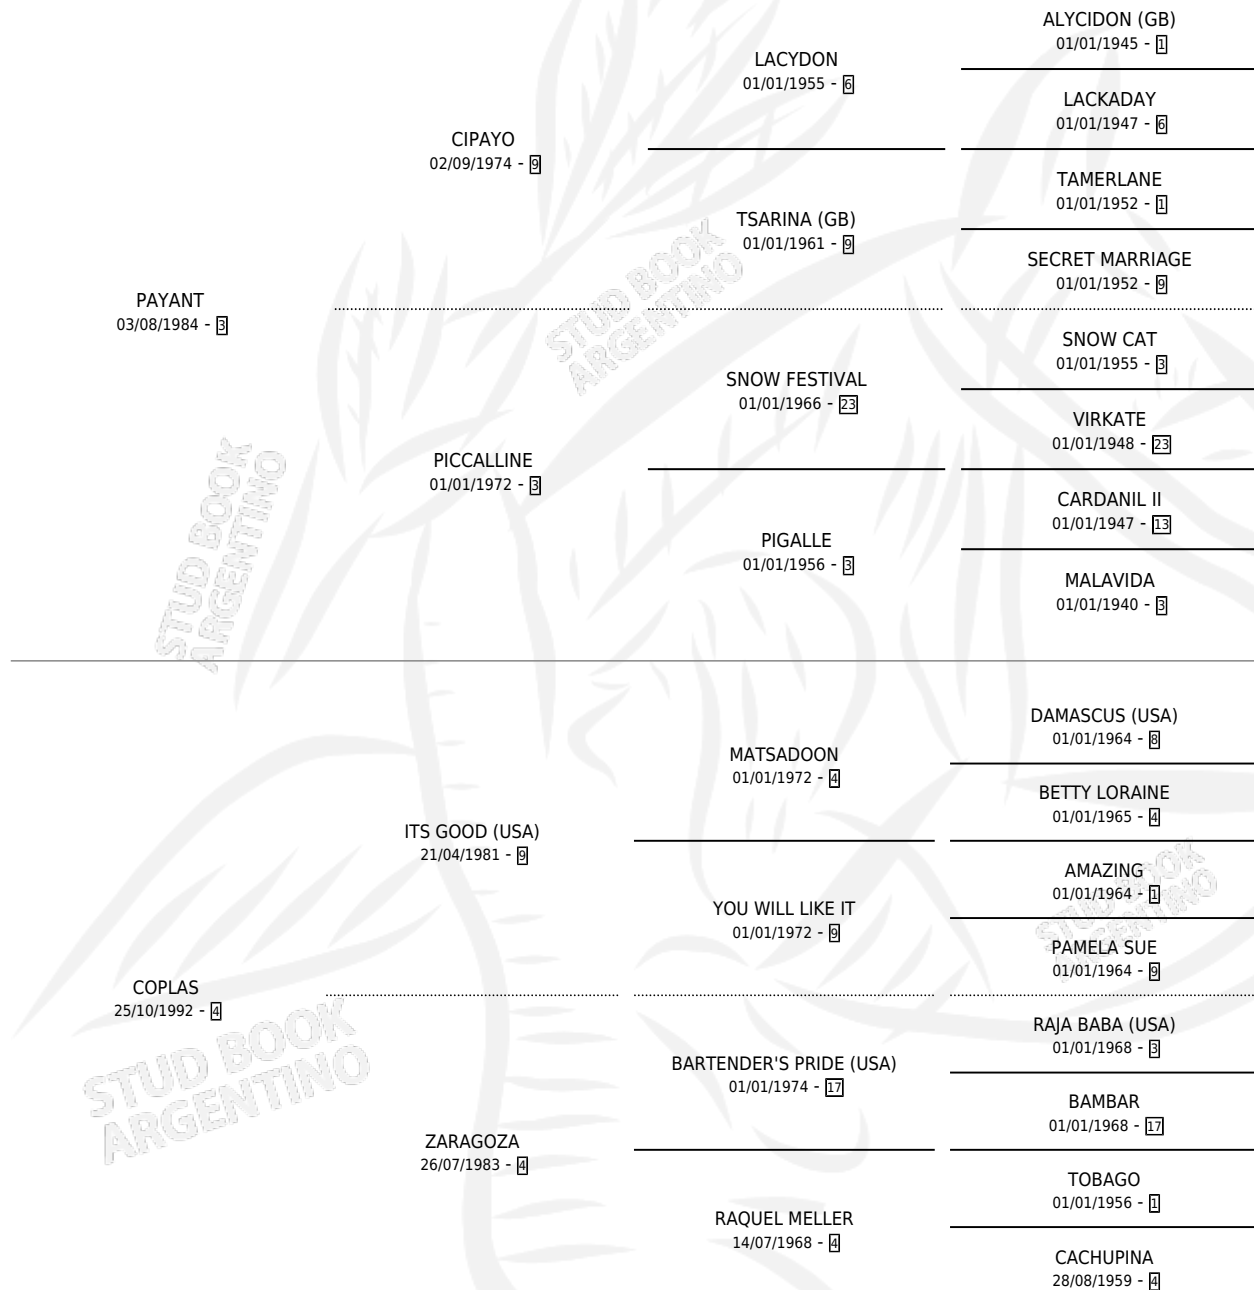 ALYCIDON (GB)
01/01/1945 - 1
LACYDON
01/01/1955 - 6
LACKADAY
01/01/1947 - 6
CIPAYO
02/09/1974 - 9
TAMERLANE
01/01/1952 - 1
TSARINA (GB)
01/01/1961 - 9
SECRET MARRIAGE
01/01/1952 - 9
PAYANT
03/08/1984 - 3
STUD BOOK
ARGENTINO
SNOW CAT
01/01/1955 - 3
SNOW FESTIVAL
01/01/1966 - 23
VIRKATE
01/01/1948 - 23
PICCALLINE
01/01/1972 - 3
CARDANIL II
01/01/1947 - 13
PIGALLE
01/01/1956 - 3
MALAVIDA
01/01/1940 - 3
STUD BOOK
ARGENTINO
DAMASCUS (USA)
01/01/1964 - 8
MATSADOON
01/01/1972 - 4
BETTY LORAINE
01/01/1965 - 4
ITS GOOD (USA)
21/04/1981 - 9
AMAZING
01/01/1964 - 1
YOU WILL LIKE IT
01/01/1972 - 9
PAMELA SUE
01/01/1964 - 9
STUD BOOK
ARGENTINO
COPLAS
25/10/1992 - 4
RAJA BABA (USA)
01/01/1968 - 3
BARTENDER'S PRIDE (USA)
01/01/1974 - 17
BAMBAR
01/01/1968 - 17
STUD BOOK
ARGENTINO
ZARAGOZA
26/07/1983 - 4
TOBAGO
01/01/1956 - 1
RAQUEL MELLER
14/07/1968 - 4
CACHUPINA
28/08/1959 - 4